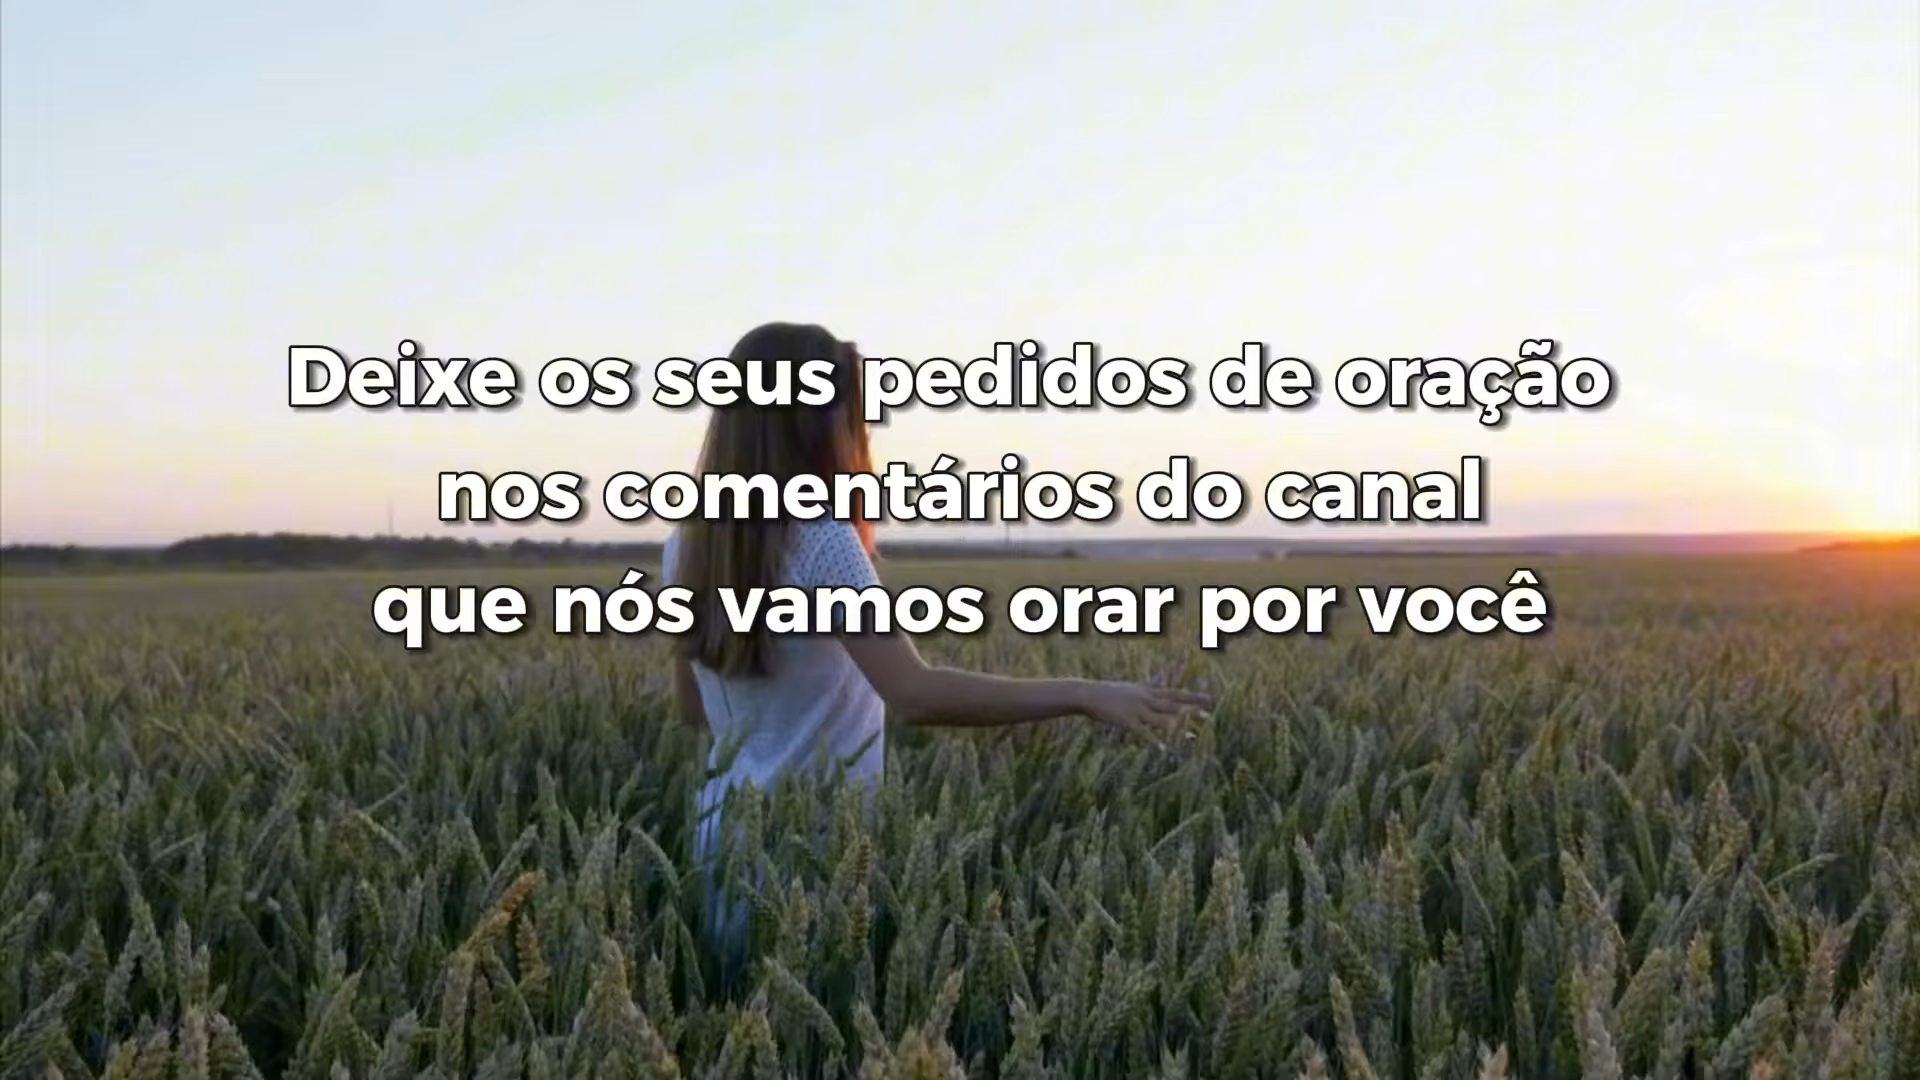 Deixe os seus pedidos de oração
nos comentários do canal
que nós vamos orar por você